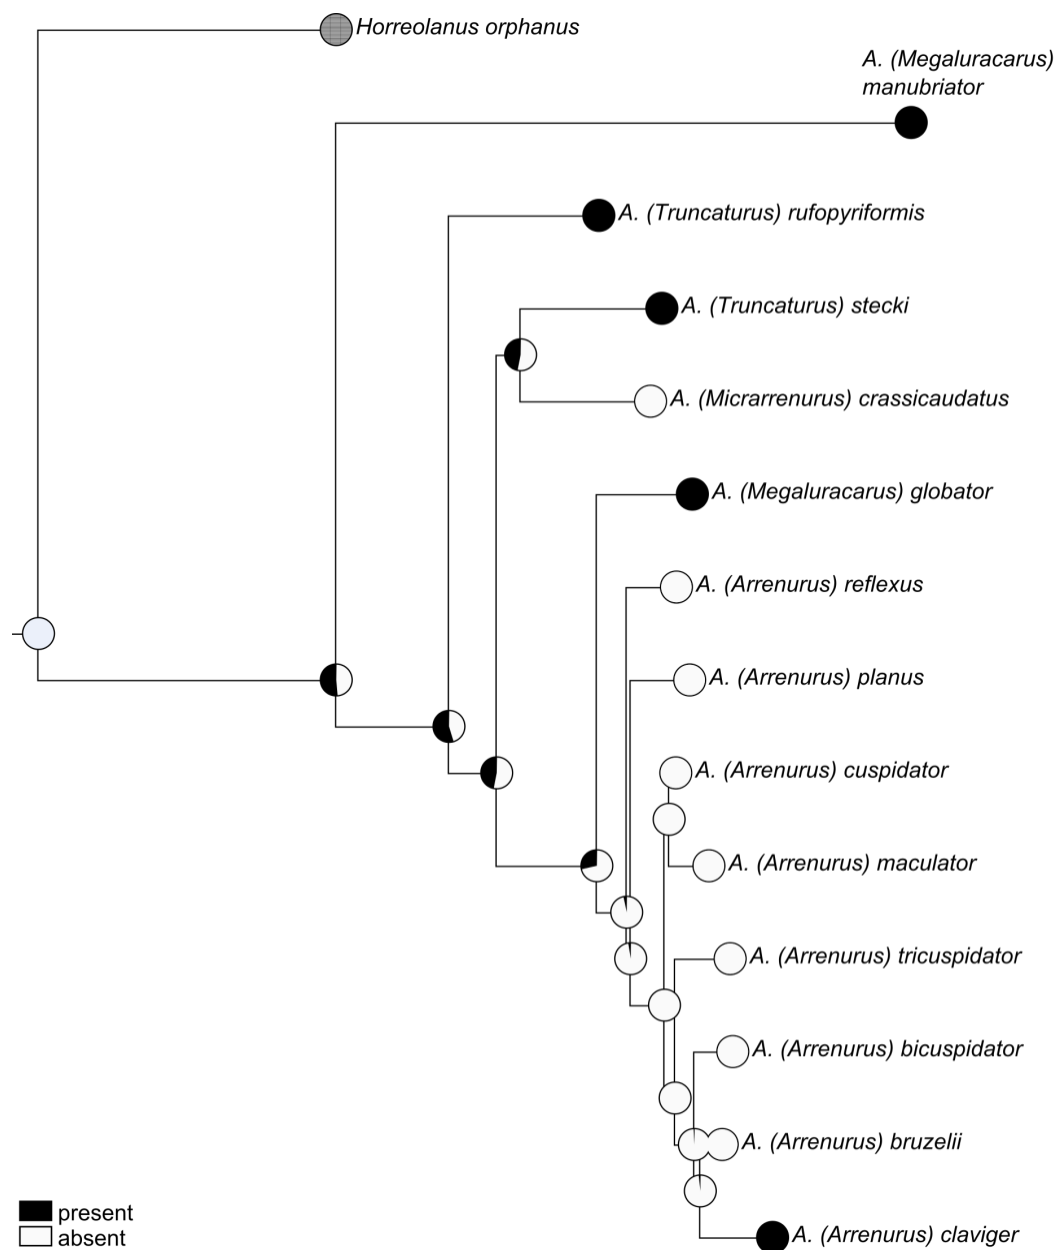 Horreolanus orphanus
A. (Megaluracarus)
manubriator
A. (Truncaturus) rufopyriformis
A. (Truncaturus) stecki
A. (Micrarrenurus) crassicaudatus
A. (Megaluracarus) globator
A. (Arrenurus) reflexus
A. (Arrenurus) planus
A. (Arrenurus) cuspidator
A. (Arrenurus) maculator
A. (Arrenurus) tricuspidator
A. (Arrenurus) bicuspidator
A. (Arrenurus) bruzelii
A. (Arrenurus) claviger
present
absent